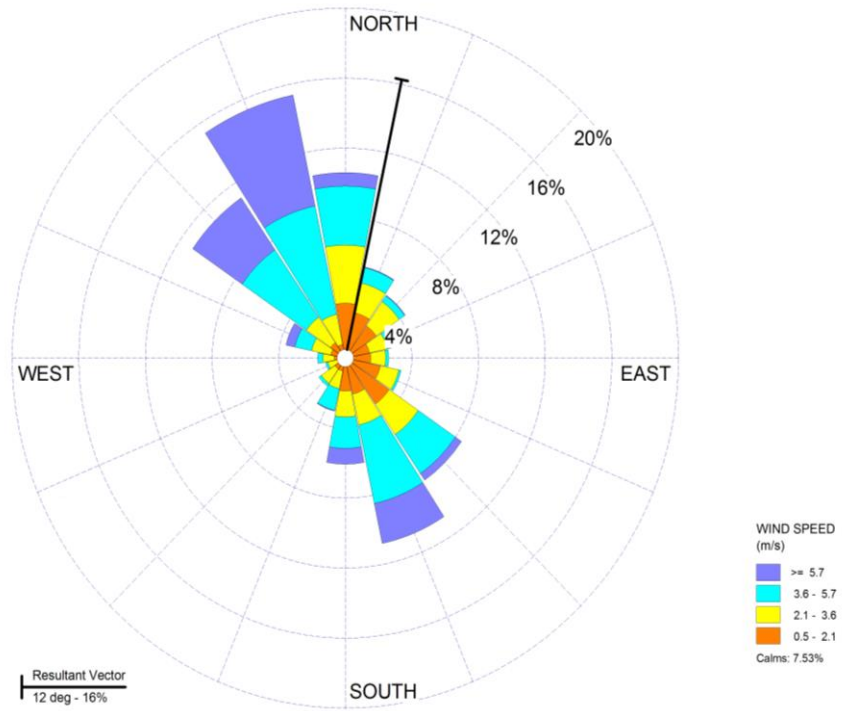 NORTH
20%
16%
12%
8%
4%
WEST
EAST
SOUTH
WIND SPEED
(m/s)
>= 5.7
3.6 - 5.7
2.1 - 3.6
0.5 - 2.1
Calms: 7.53%
Resultant Vector
12 deg - 16%